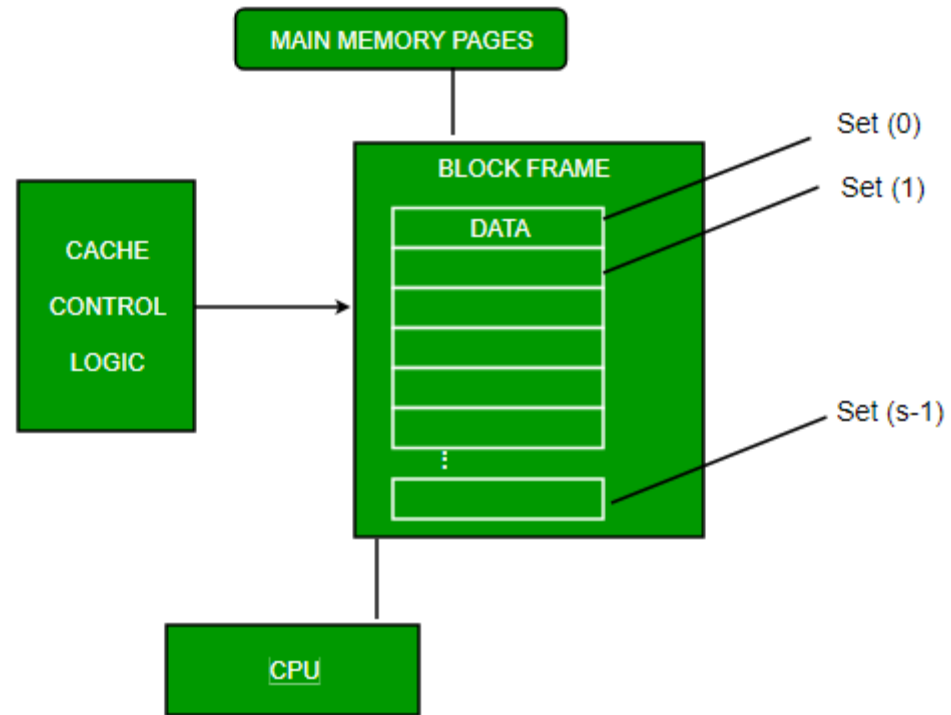 MAIN MEMORY PAGES
Set (0)
BLOCK FRAME
Set (1)
DATA
CACHE
CONTROL
LOGIC
Set (s-1)
CPU